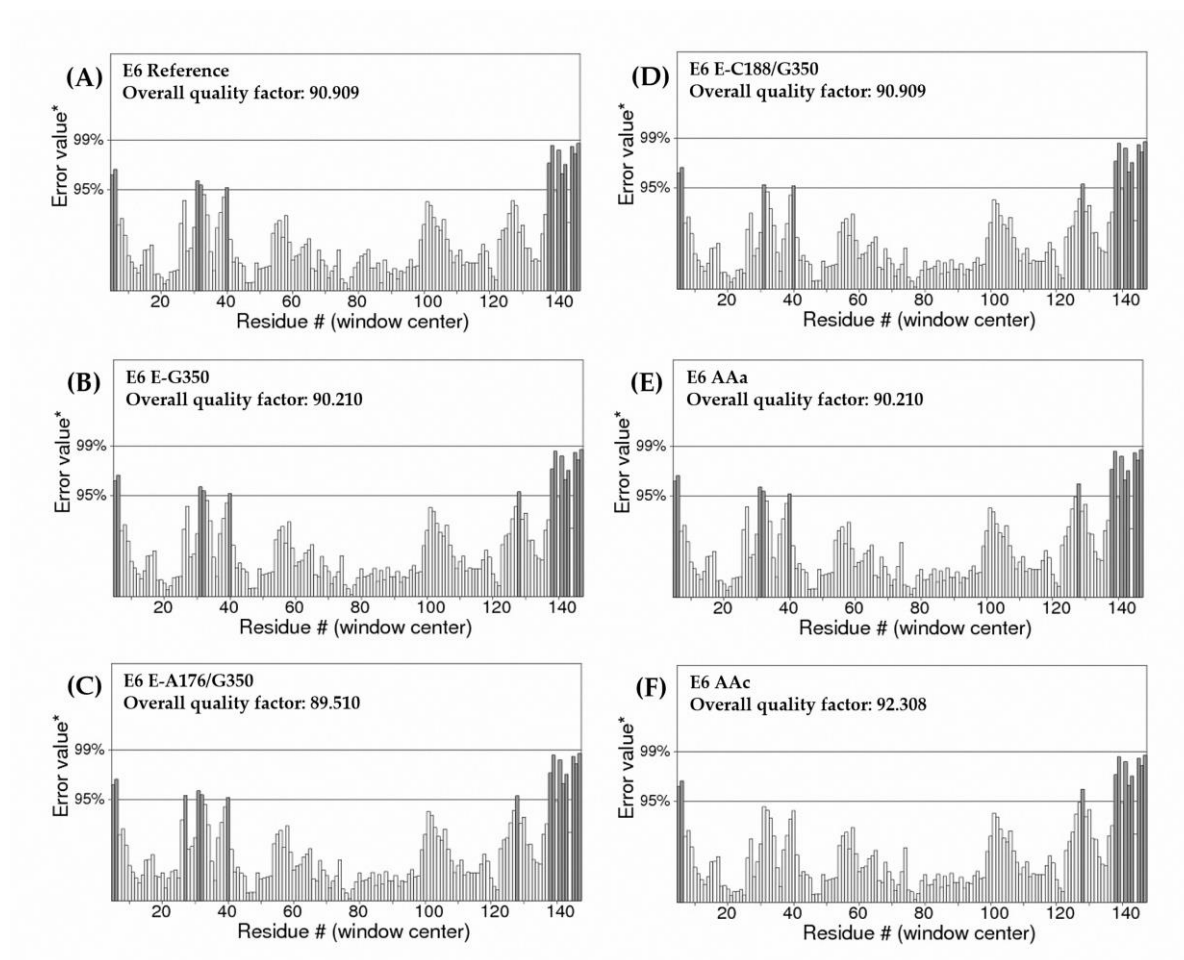 (A)
E6 Reference
Overall quality factor: 90.909
99%
95%
Error value*
20 40 60 80 100 120 140
Residue # (window center)
(D)
E6 E-C188/G350
Overall quality factor: 90.909
99%
95%
Error value*
20 40 60 80 100 120 140
Residue # (window center)
(B)
E6 E-G350
Overall quality factor: 90.210
99%
95%
Error value*
20 40 60 80 100 120 140
Residue # (window center)
(E)
E6 AAa
Overall quality factor: 90.210
99%
95%
Error value*
20 40 60 80 100 120 140
Residue # (window center)
(C)
E6 E-A176/G350
Overall quality factor: 89.510
99%
95%
Error value*
20 40 60 80 100 120 140
Residue # (window center)
(F)
E6 AAc
Overall quality factor: 92.308
99%
95%
Error value*
20 40 60 80 100 120 140
Residue # (window center)